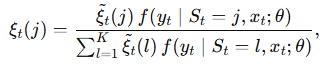 ξ_t(j) = \frac{\tilde{ξ}_t(j) f(y_t | S_t = j, x_t; θ)}{\sum_{l=1}^{K} \tilde{ξ}_t(l) f(y_t | S_t = l, x_t; θ)},